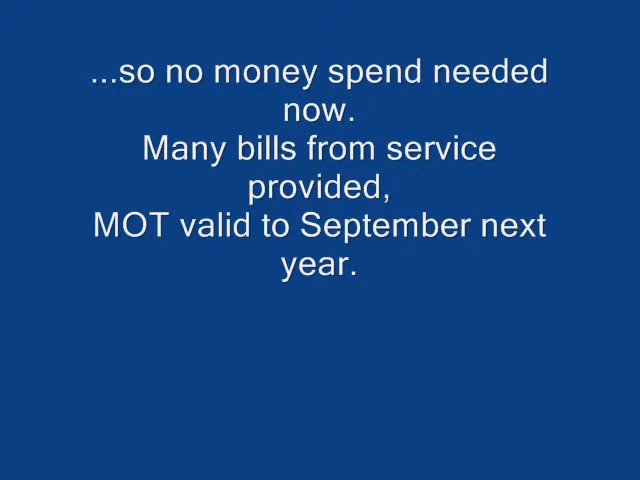 ...so no money spend needed
now.
Many bills from service
provided,
MOT valid to September next
year.